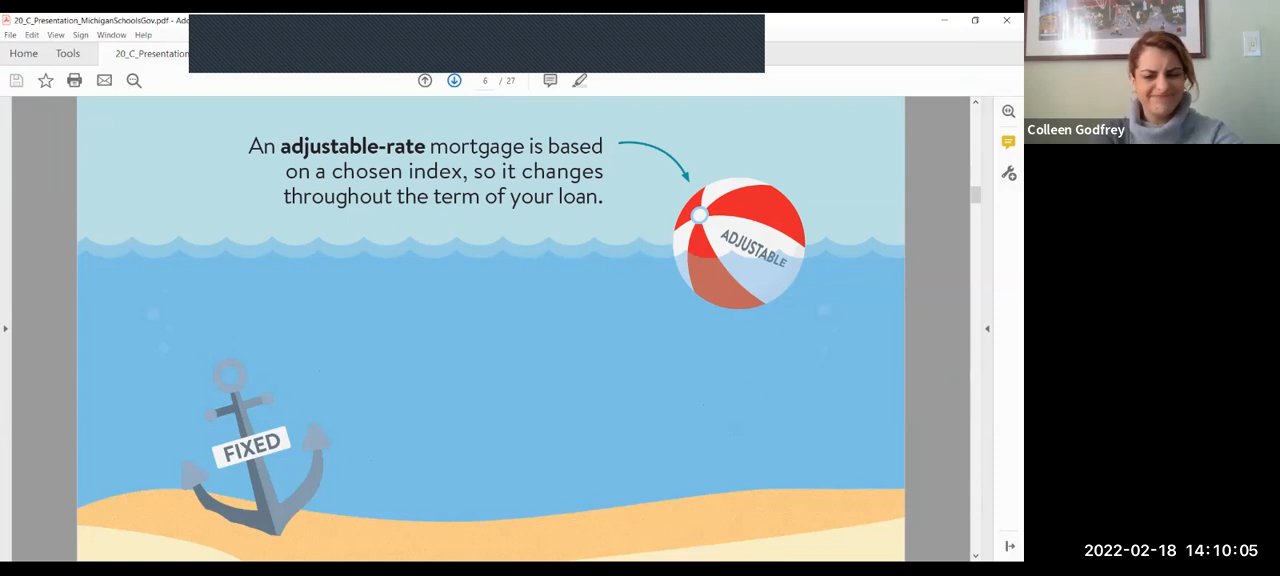 20_C_Presentation_MichiganSchoolsGov.pdf - Ado
File Edit View Sign Window Help
Home Tools 20_C_Presentation
6 / 27
An adjustable-rate mortgage is based
on a chosen index, so it changes
throughout the term of your loan.
ADJUSTABLE
FIXED
Colleen Godfrey
2022-02-18 14:10:05